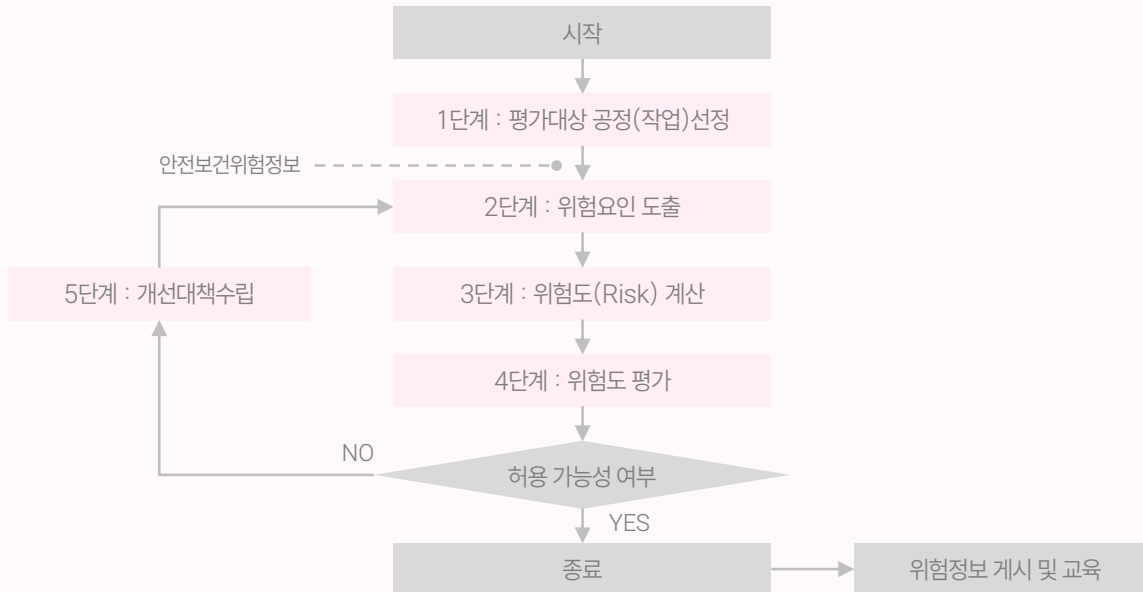 시작
1단계 : 평가대상 공정(작업)선정
안전보건위험정보
2단계 : 위험요인 도출
5단계 : 개선대책수립
3단계 : 위험도(Risk) 계산
4단계 : 위험도 평가
NO
허용 가능성 여부
YES
종료
위험정보 게시 및 교육